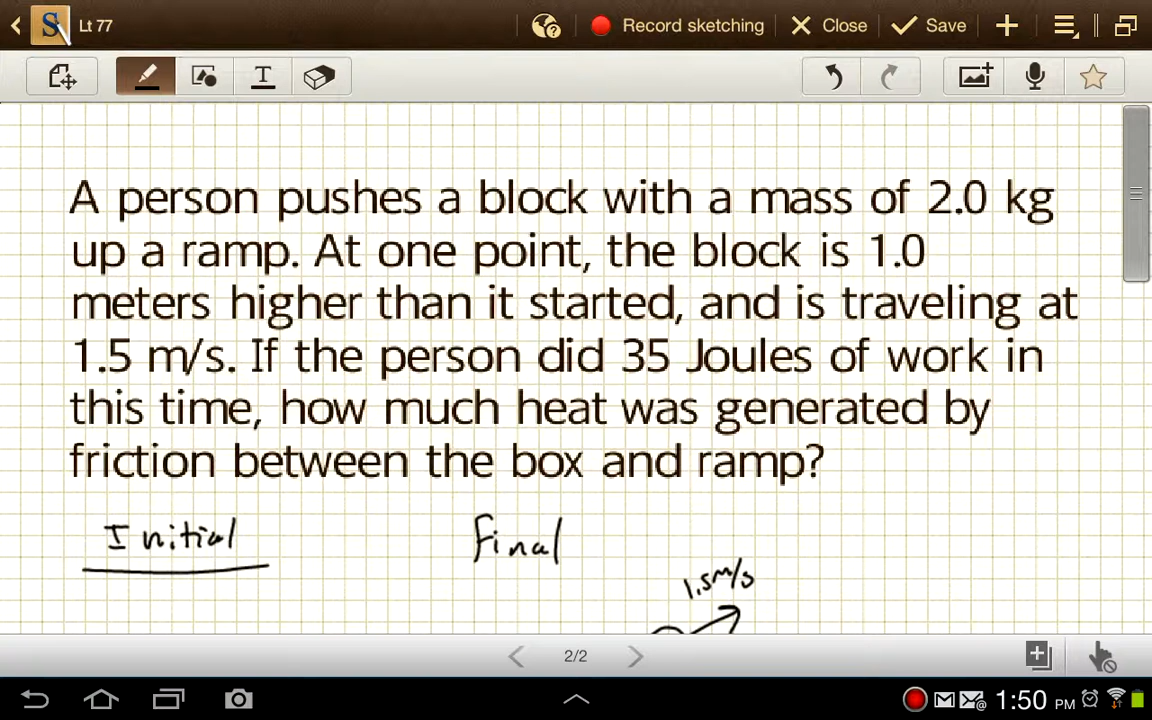 S Lt 77 Record sketching Close Save
T
A person pushes a block with a mass of 2.0 kg
up a ramp. At one point, the block is 1.0
meters higher than it started, and is traveling at
1.5 m/s. If the person did 35 Joules of work in
this time, how much heat was generated by
friction between the box and ramp?
Initial Final
1.5m/s
2/2
1:50 PM